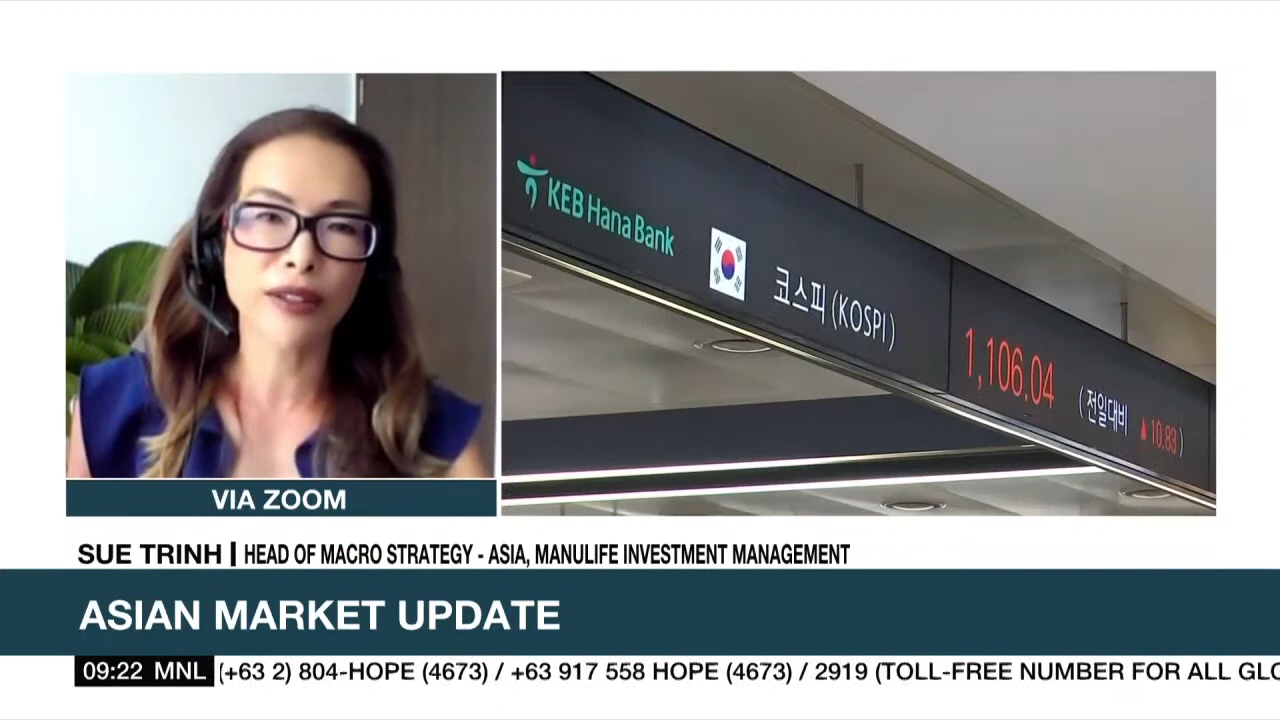 KEB Hana Bank
코스피 (KOSPI)
1,106.04
(전일대비 ▲10.83)
VIA ZOOM
SUE TRINH | HEAD OF MACRO STRATEGY - ASIA, MANULIFE INVESTMENT MANAGEMENT
ASIAN MARKET UPDATE
09:22 MNL (+63 2) 804-HOPE (4673) / +63 917 558 HOPE (4673) / 2919 (TOLL-FREE NUMBER FOR ALL GLO